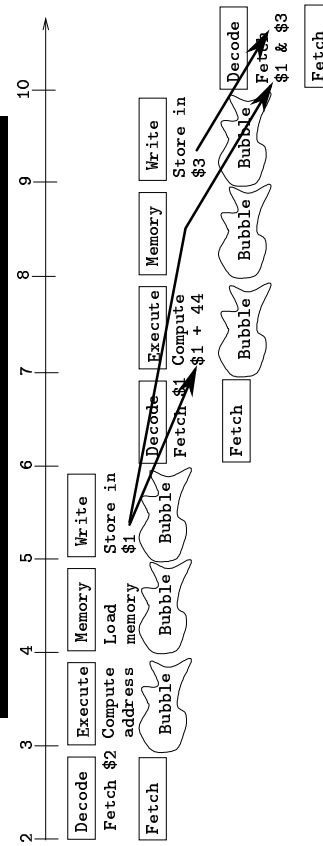 2 3 4 5 6 7 8 9 10
Decode Execute Memory Write
Fetch $2 Compute Load Store in
address memory $1
Fetch Bubble Bubble Bubble Decode Execute Memory Write
Fetch $1 Compute Store in
$1 + 44 $3
Fetch Bubble Bubble Bubble Decode
Fetch
$1 & $3
Fetch